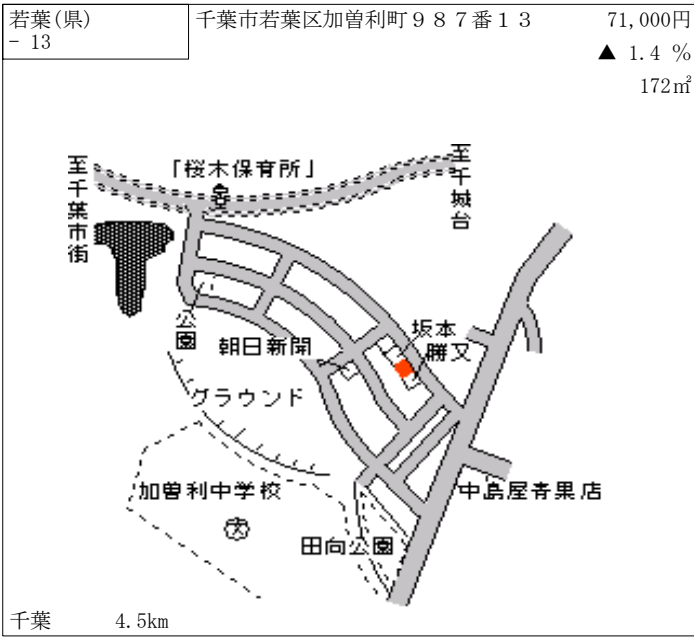 若葉(県)
- 13
千葉市若葉区加曽利町987番13
71,000円
▲ 1.4 %
172㎡
至千葉市街
「桜木保育所」
至千城台
公園
朝日新聞
坂本
勝又
グラウンド
加曽利中学校
文
中島屋青果店
田向公園
千葉 4.5km